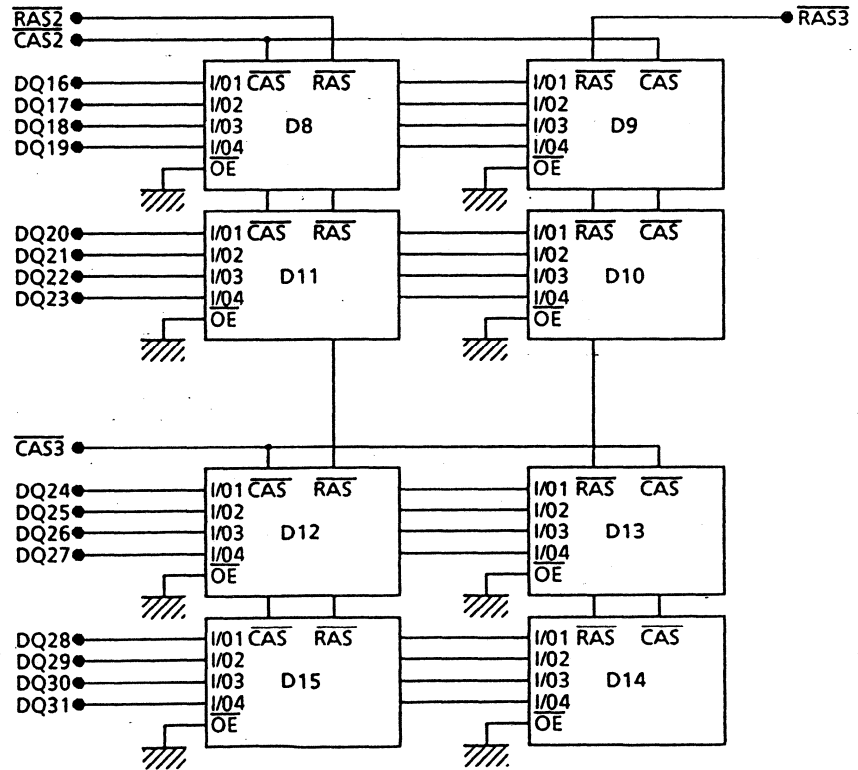 RAS2 RAS3
CAS2
DQ16 I/01 CAS RAS I/01 RAS CAS
DQ17 I/02 I/02
DQ18 I/03 D8 I/03 D9
DQ19 I/04 I/04
OE OE
DQ20 I/01 CAS RAS I/01 RAS CAS
DQ21 I/02 I/02
DQ22 I/03 D11 I/03 D10
DQ23 I/04 I/04
OE OE
CAS3
DQ24 I/01 CAS RAS I/01 RAS CAS
DQ25 I/02 I/02
DQ26 I/03 D12 I/03 D13
DQ27 I/04 I/04
OE OE
DQ28 I/01 CAS RAS I/01 RAS CAS
DQ29 I/02 I/02
DQ30 I/03 D15 I/03 D14
DQ31 I/04 I/04
OE OE